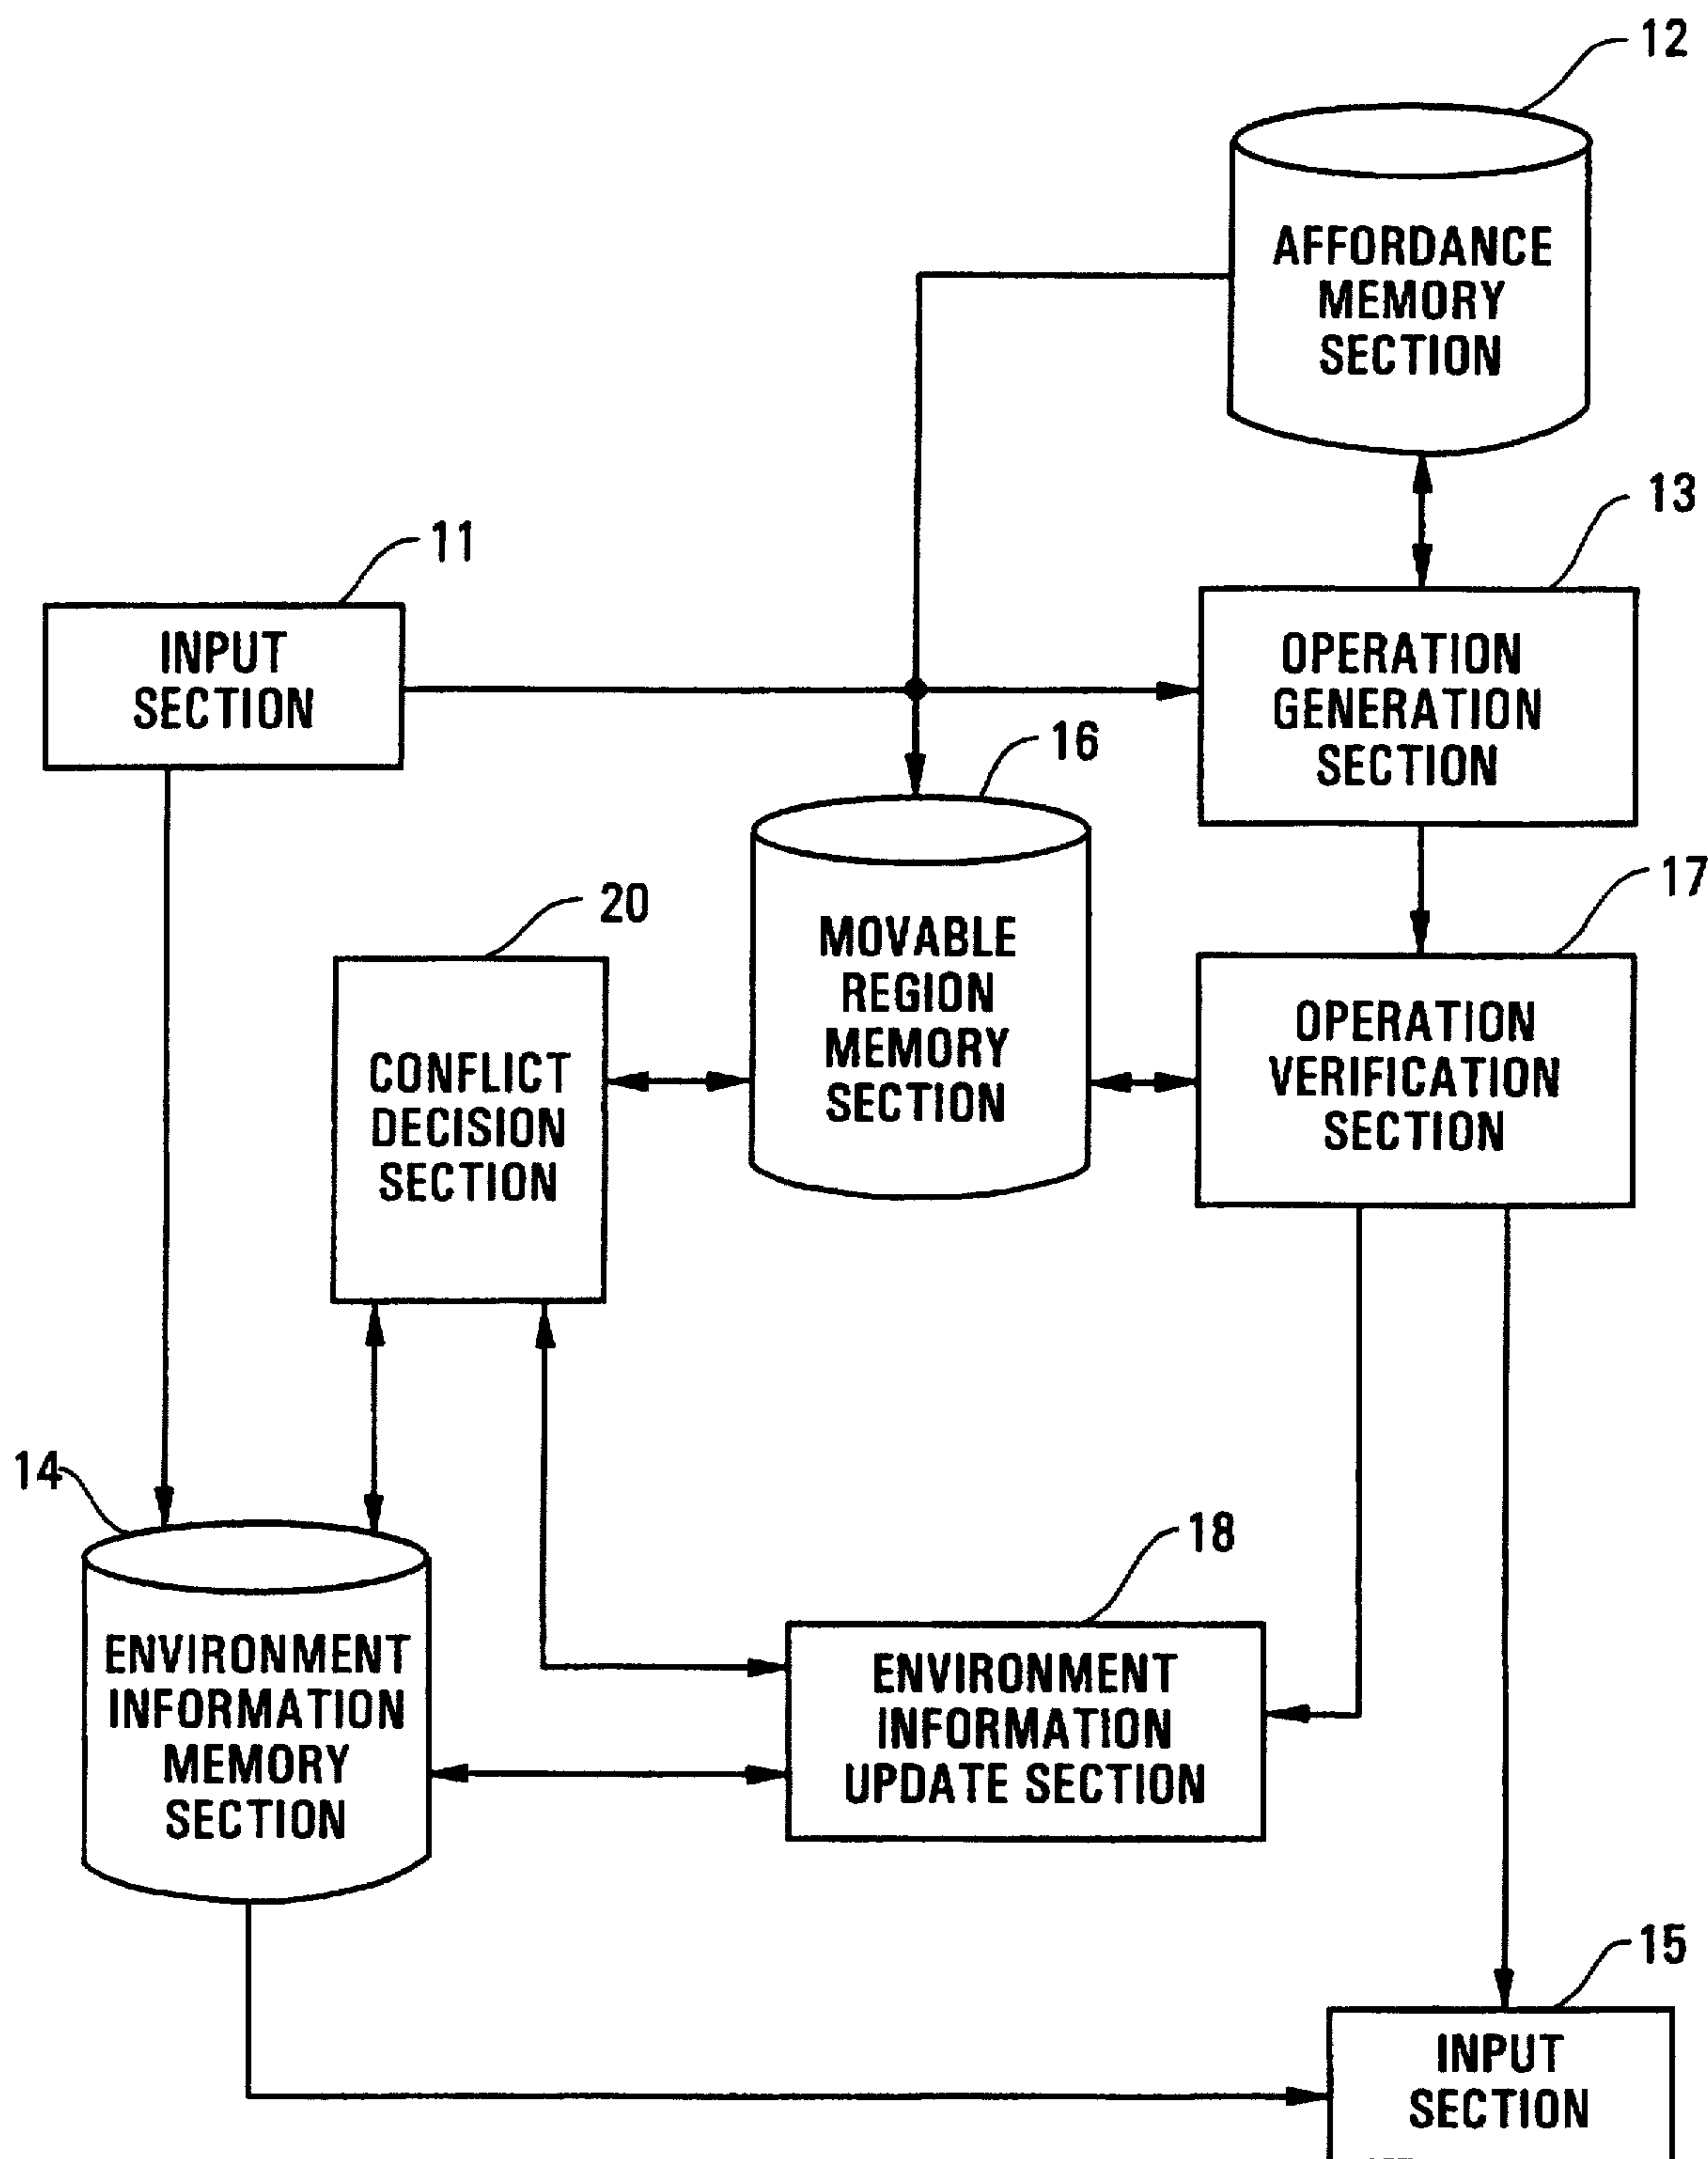 12
AFFORDANCE
MEMORY
SECTION
13
11
INPUT
SECTION
OPERATION
GENERATION
SECTION
16
17
20
MOVABLE
REGION
MEMORY
SECTION
OPERATION
VERIFICATION
SECTION
CONFLICT
DECISION
SECTION
14
18
ENVIRONMENT
INFORMATION
MEMORY
SECTION
ENVIRONMENT
INFORMATION
UPDATE SECTION
15
INPUT
SECTION